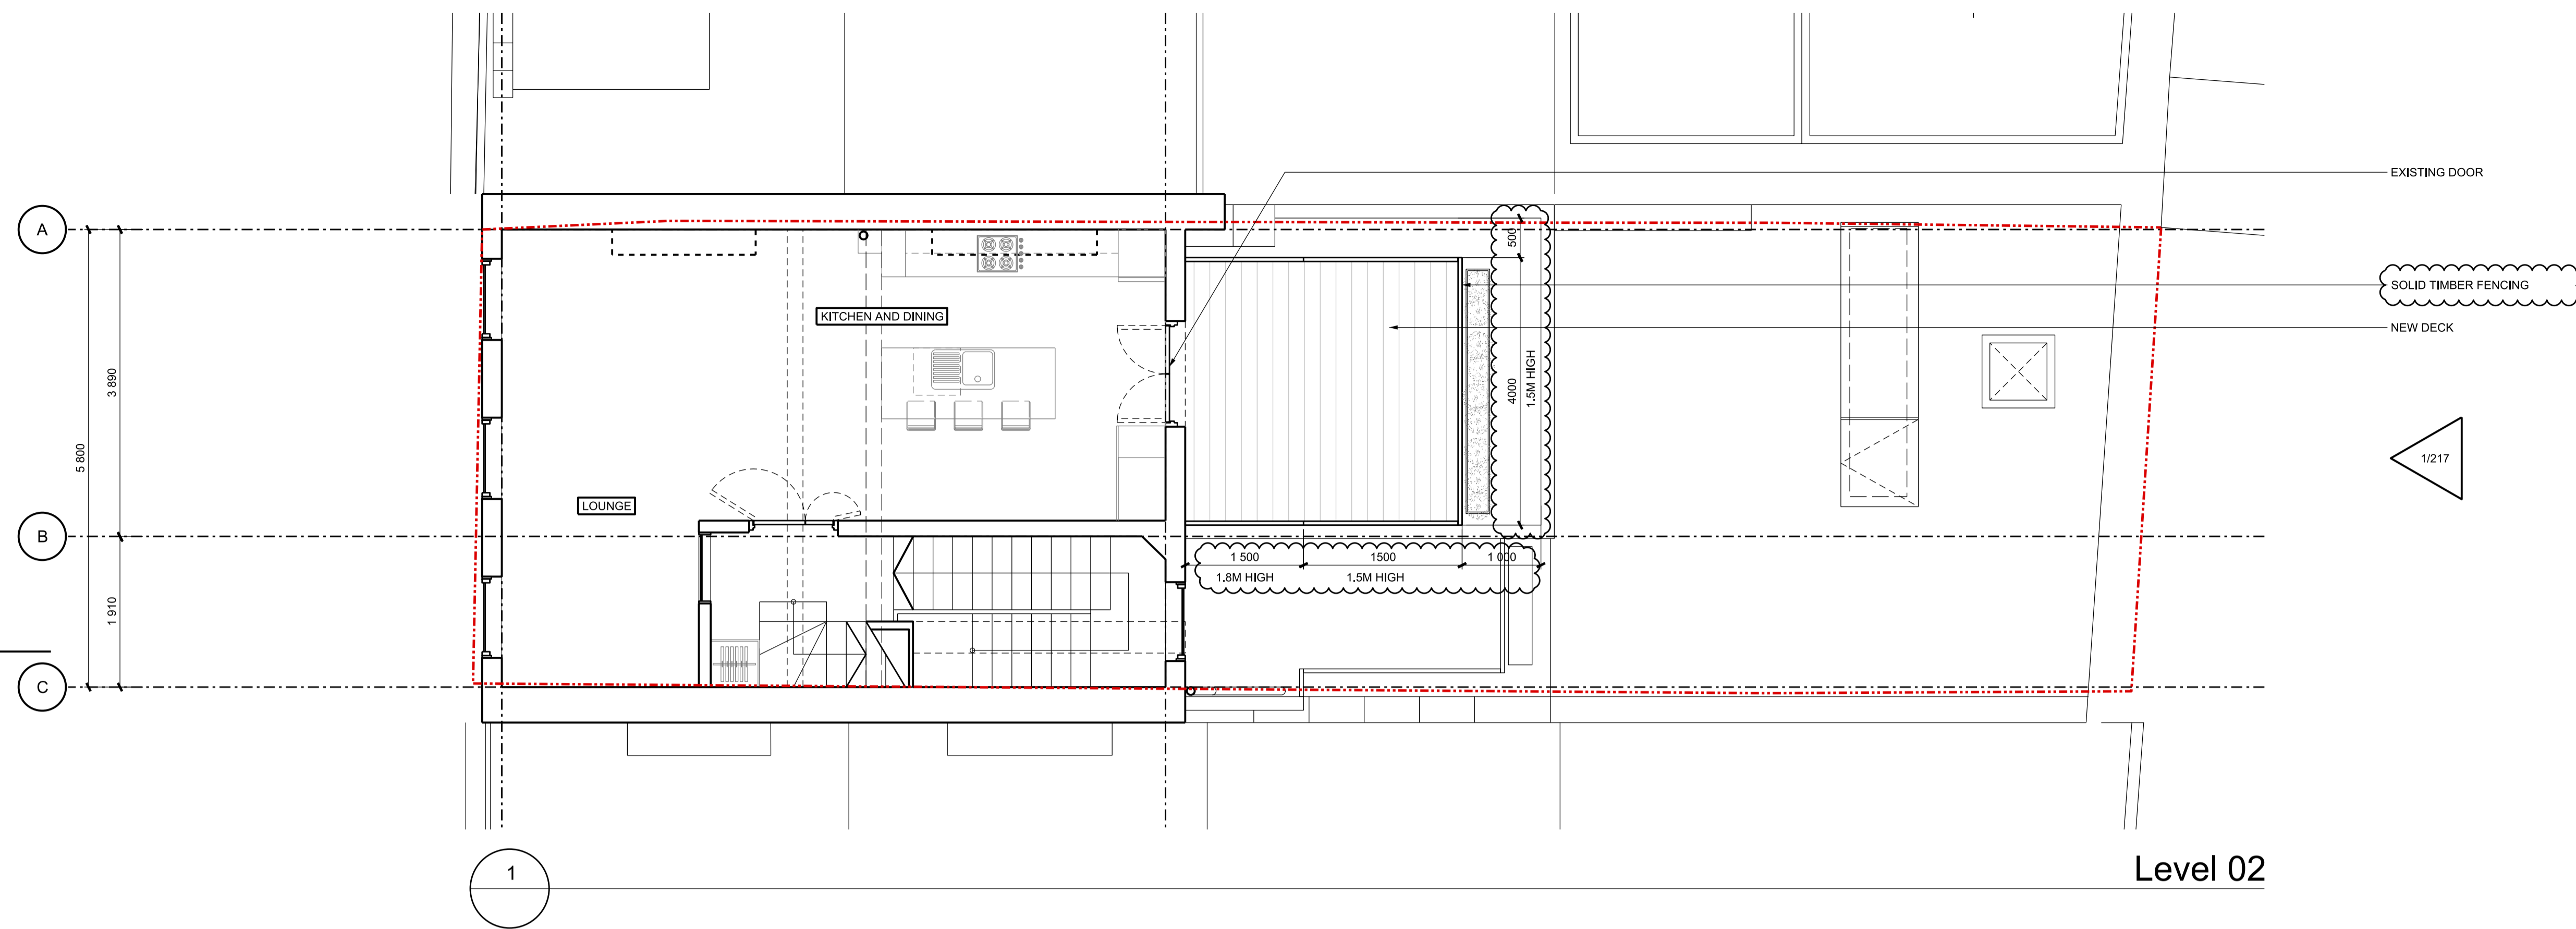 EXISTING DOOR
A
500
SOLID TIMBER FENCING
KITCHEN AND DINING
NEW DECK
3 890
4000
1.5M HIGH
5 800
1/217
LOUNGE
B
1 500
1500
1 000
1.8M HIGH
1.5M HIGH
1 910
C
1
Level 02